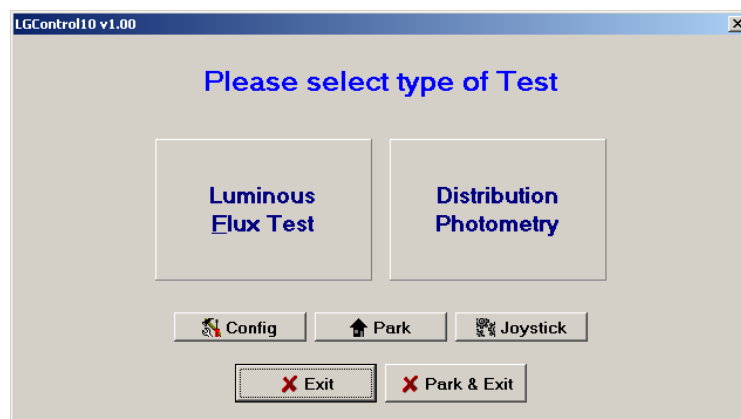 LGControl10 v1.00
Please select type of Test
Luminous
Flux Test
Distribution
Photometry
Config
Park
Joystick
Exit
Park & Exit